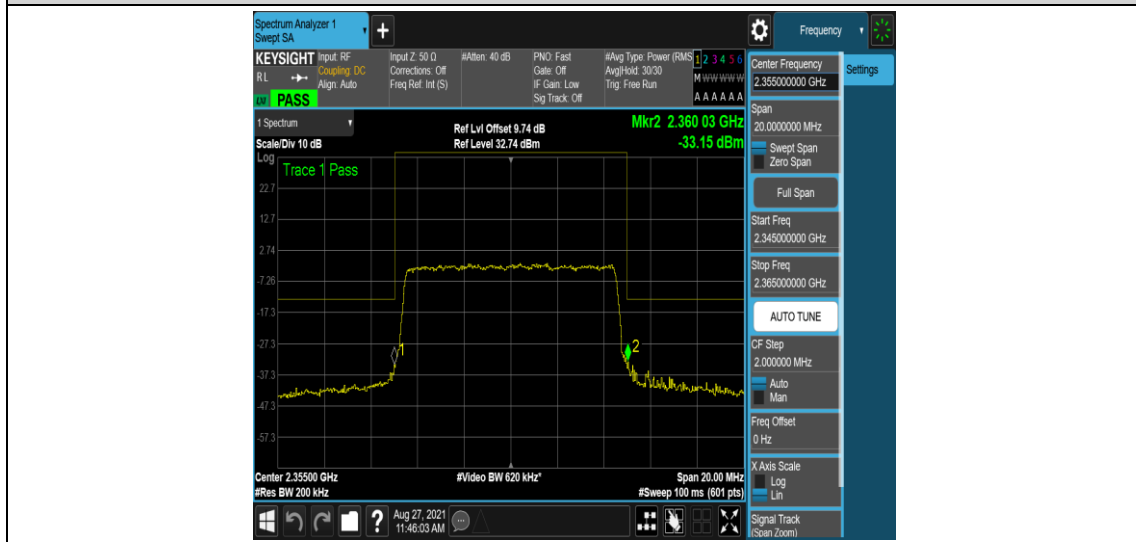 Spectrum Analyzer 1
Swept SA
+
Frequency
KEYSIGHT
RL
Input: RF
Coupling: DC
Align: Auto
Input Z: 50 Ω
Corrections: Off
Freq Ref: Int (S)
#Atten: 40 dB
PNO: Fast
Gate: Off
IF Gain: Low
Sig Track: Off
#Avg Type: Power (RMS
Avg|Hold: 30/30
Trig: Free Run
1 2 3 4 5 6
M W W W W W
A A A A A A
PASS
1 Spectrum
Scale/Div 10 dB
Ref Lvl Offset 9.74 dB
Ref Level 32.74 dBm
Mkr2 2.360 03 GHz
-33.15 dBm
Log
Trace 1 Pass
22.7
12.7
2.74
-7.26
-17.3
-27.3
-37.3
-47.3
-57.3
1
2
Center 2.35500 GHz
#Res BW 200 kHz
#Video BW 620 kHz*
Span 20.00 MHz
#Sweep 100 ms (601 pts)
?
Aug 27, 2021
11:46:03 AM
Center Frequency
2.355000000 GHz
Settings
Span
20.0000000 MHz
Swept Span
Zero Span
Full Span
Start Freq
2.345000000 GHz
Stop Freq
2.365000000 GHz
AUTO TUNE
CF Step
2.000000 MHz
Auto
Man
Freq Offset
0 Hz
X Axis Scale
Log
Lin
Signal Track
(Span Zoom)